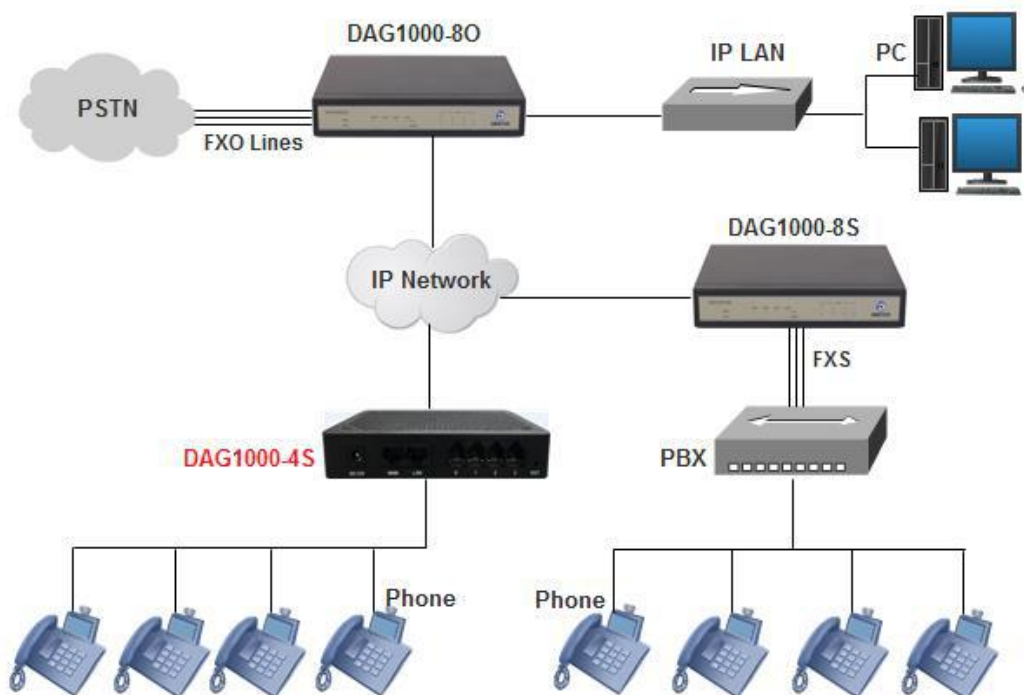 DAG1000-8O
IP LAN
PC
PSTN
FXO Lines
DAG1000-8S
IP Network
FXS
DAG1000-4S
PBX
Phone
Phone